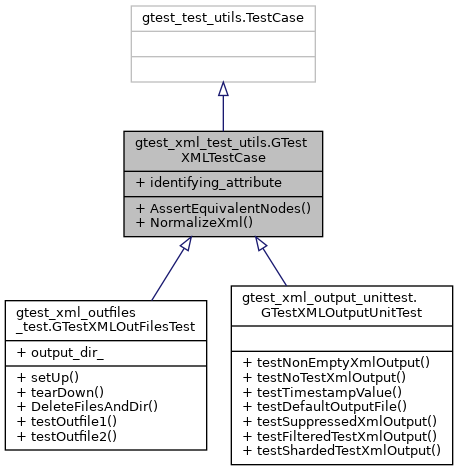 gtest_test_utils.TestCase
gtest_xml_test_utils.GTest
XMLTestCase
+ identifying_attribute
+ AssertEquivalentNodes()
+ NormalizeXml()
gtest_xml_outfiles
_test.GTestXMLOutFilesTest
+ output_dir_
+ setUp()
+ tearDown()
+ DeleteFilesAndDir()
+ testOutfile1()
+ testOutfile2()
gtest_xml_output_unittest.
GTestXMLOutputUnitTest
+ testNonEmptyXmlOutput()
+ testNoTestXmlOutput()
+ testTimestampValue()
+ testDefaultOutputFile()
+ testSuppressedXmlOutput()
+ testFilteredTestXmlOutput()
+ testShardedTestXmlOutput()